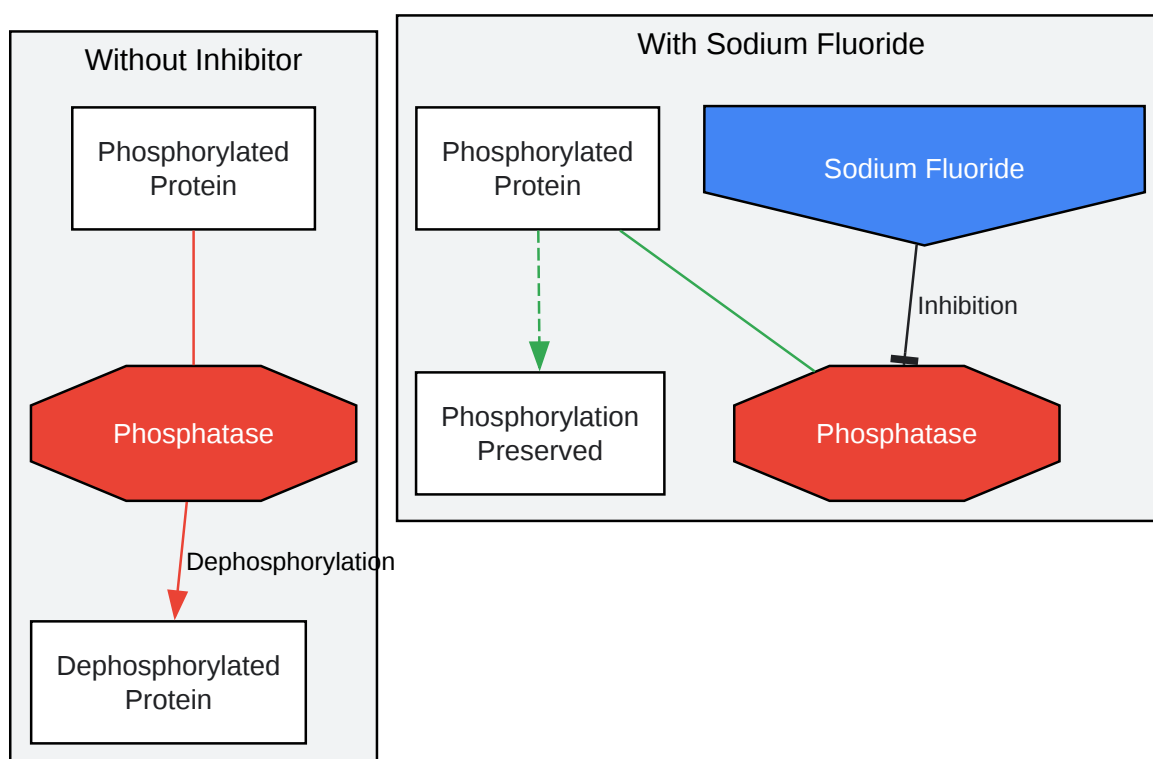 Without Inhibitor
Phosphorylated
Protein
Phosphatase
Dephosphorylation
Dephosphorylated
Protein
With Sodium Fluoride
Phosphorylated
Protein
Sodium Fluoride
Inhibition
Phosphorylation
Preserved
Phosphatase